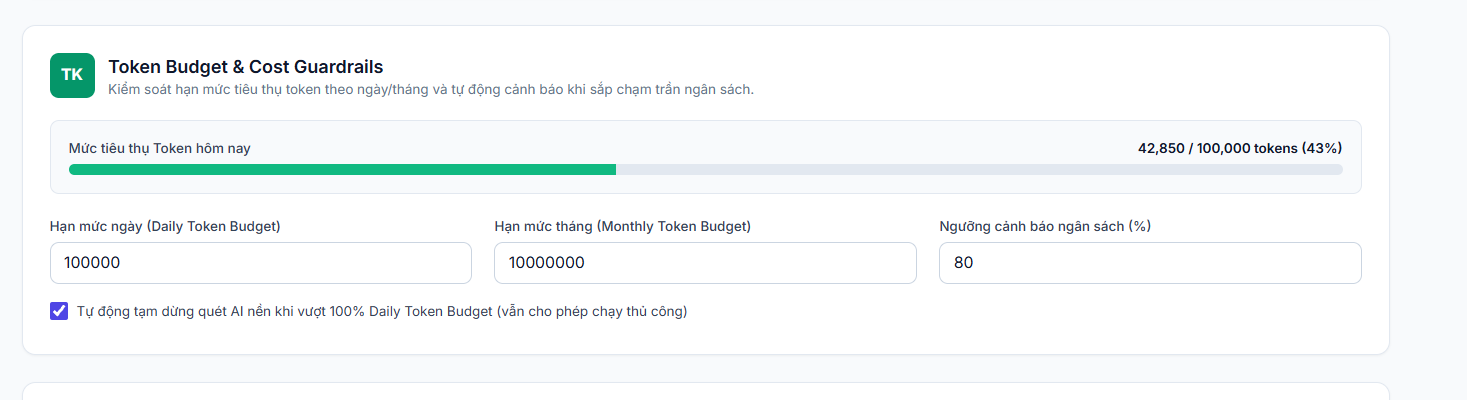 TK
Token Budget & Cost Guardrails
Kiểm soát hạn mức tiêu thụ token theo ngày/tháng và tự động cảnh báo khi sắp chạm trần ngân sách.
Mức tiêu thụ Token hôm nay
42,850 / 100,000 tokens (43%)
Hạn mức ngày (Daily Token Budget)
Hạn mức tháng (Monthly Token Budget)
Ngưỡng cảnh báo ngân sách (%)
100000
10000000
80
Tự động tạm dừng quét AI nền khi vượt 100% Daily Token Budget (vẫn cho phép chạy thủ công)